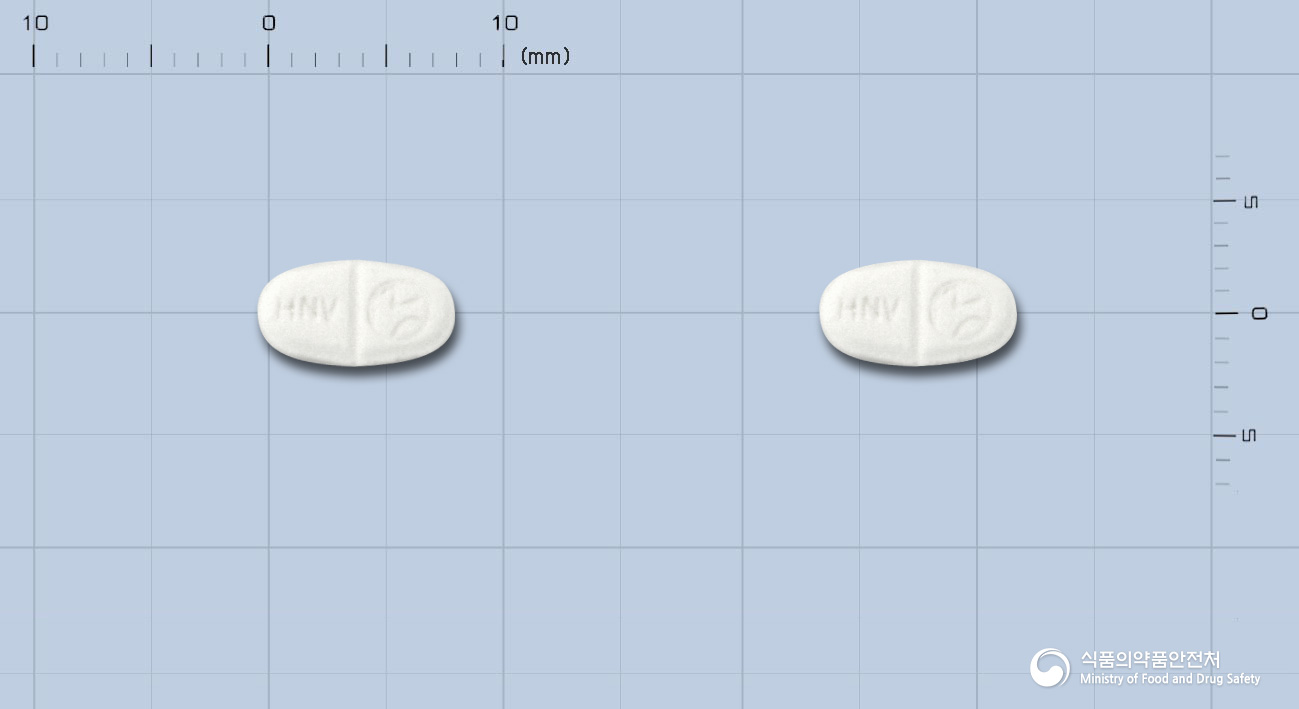 10 0 10
(mm)
HNV
HNV
5
0
5
식품의약품안전처
Ministry of Food and Drug Safety